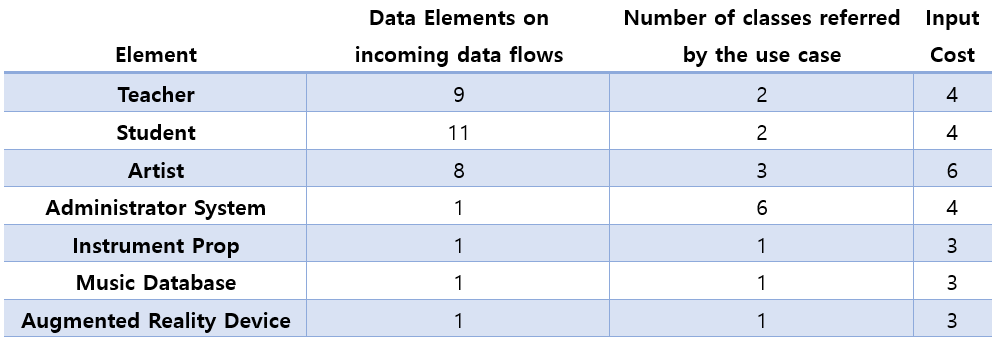 Element Data Elements on incoming data flows Number of classes referred by the use case Input Cost
Teacher 9 2 4
Student 11 2 4
Artist 8 3 6
Administrator System 1 6 4
Instrument Prop 1 1 3
Music Database 1 1 3
Augmented Reality Device 1 1 3